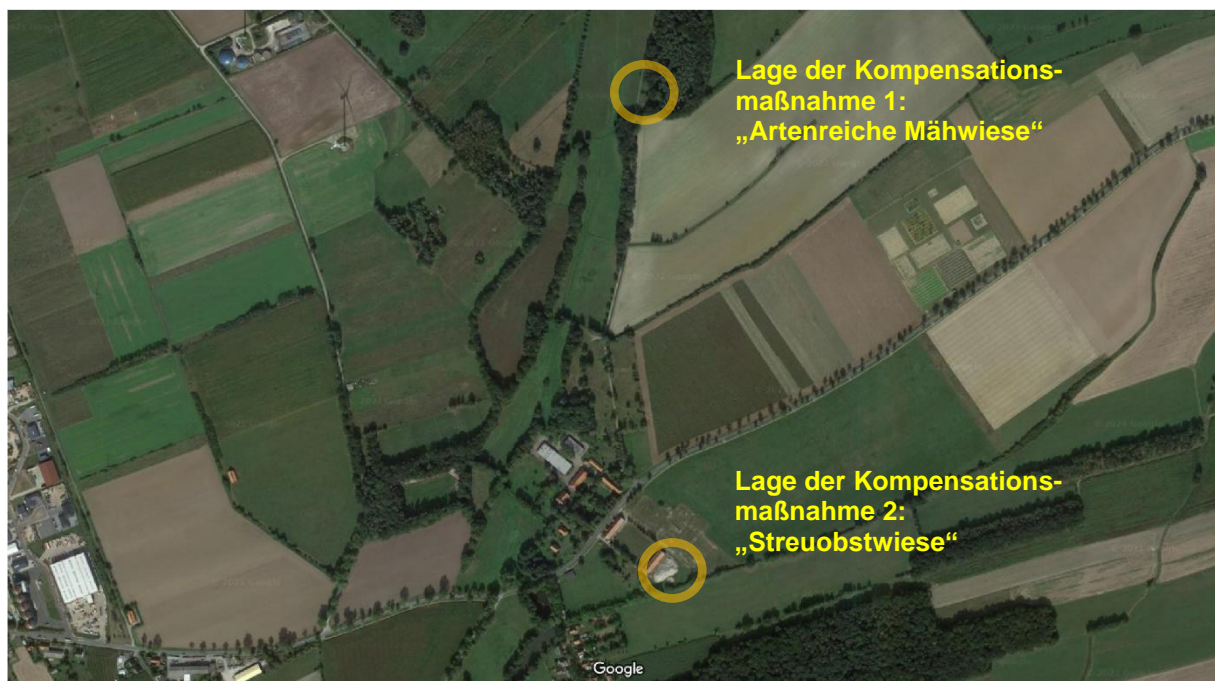 Lage der Kompensations-
maßnahme 1:
„Artenreiche Mähwiese“
Lage der Kompensations-
maßnahme 2:
„Streuobstwiese“
Google